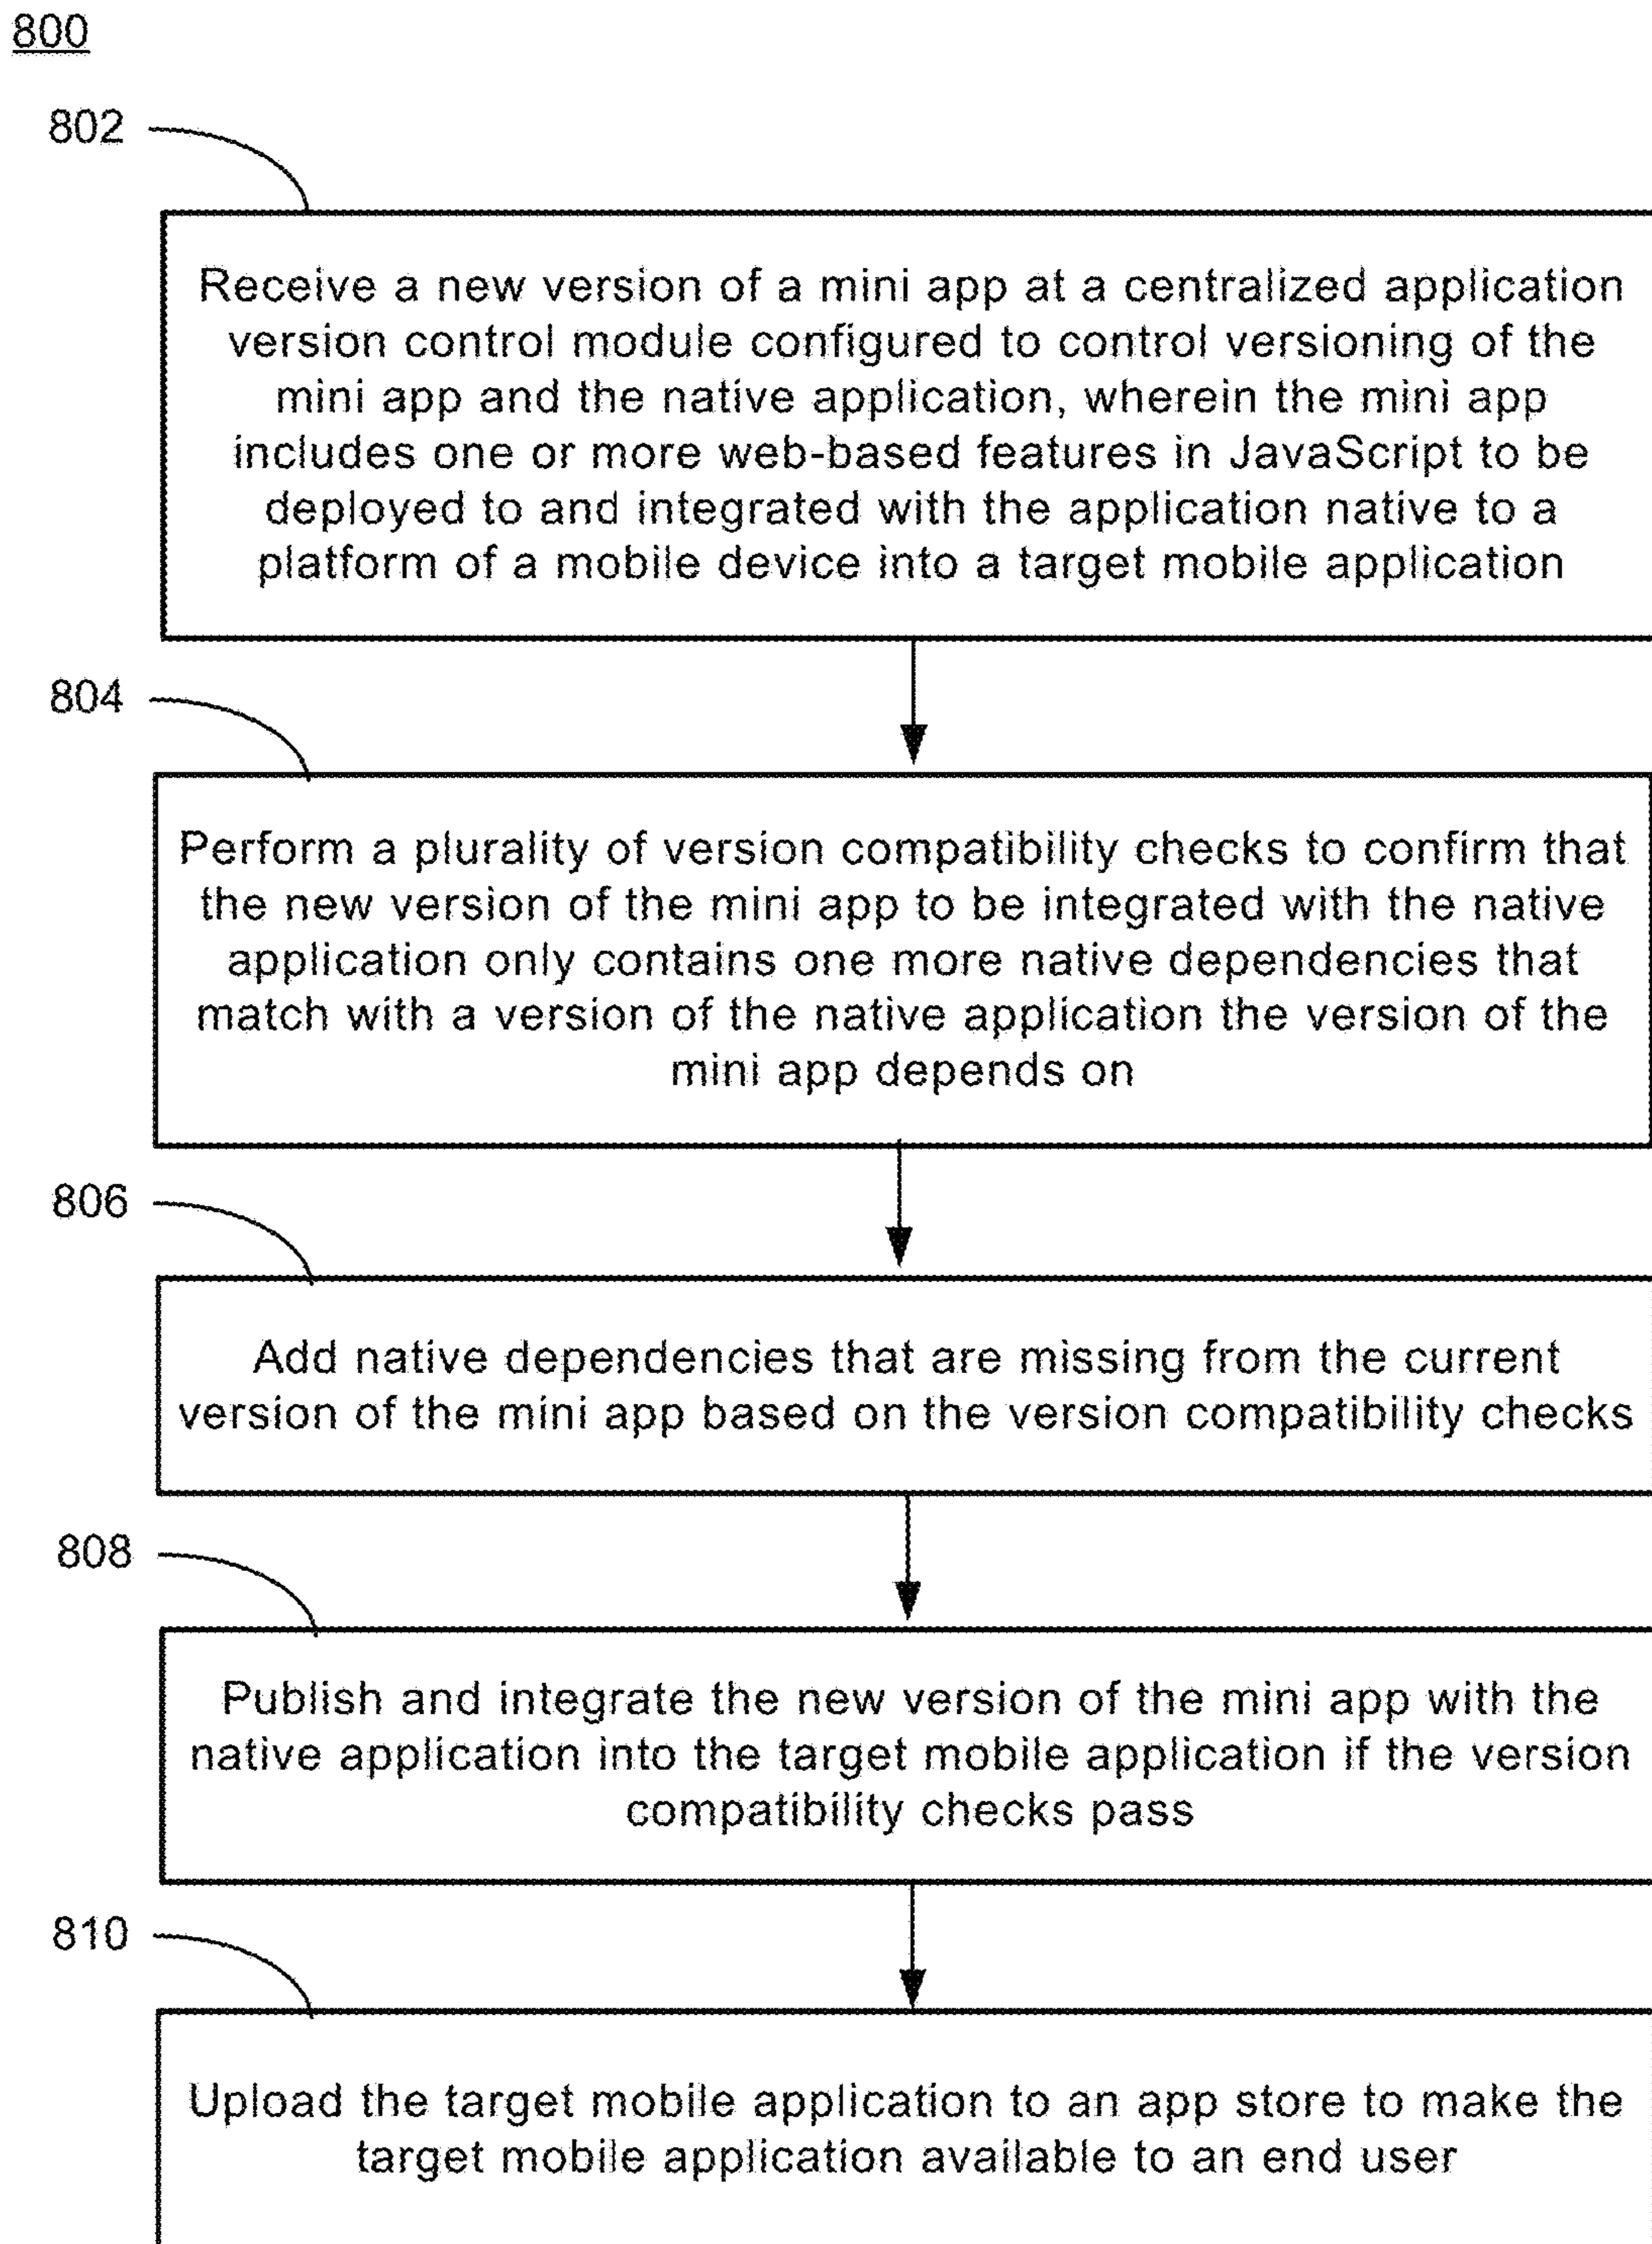 800
802
Receive a new version of a mini app at a centralized application
version control module configured to control versioning of the
mini app and the native application, wherein the mini app
includes one or more web-based features in JavaScript to be
deployed to and integrated with the application native to a
platform of a mobile device into a target mobile application
804
Perform a plurality of version compatibility checks to confirm that
the new version of the mini app to be integrated with the native
application only contains one more native dependencies that
match with a version of the native application the version of the
mini app depends on
806
Add native dependencies that are missing from the current
version of the mini app based on the version compatibility checks
808
Publish and integrate the new version of the mini app with the
native application into the target mobile application if the version
compatibility checks pass
810
Upload the target mobile application to an app store to make the
target mobile application available to an end user